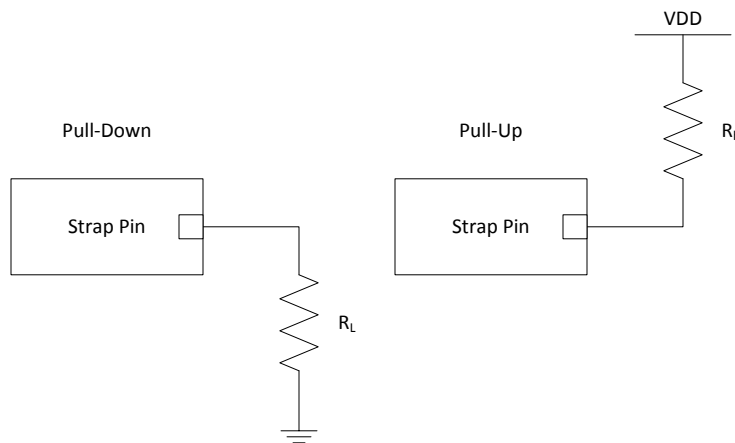 VDD
Pull-Down
Pull-Up
Strap Pin
Strap Pin
R_L